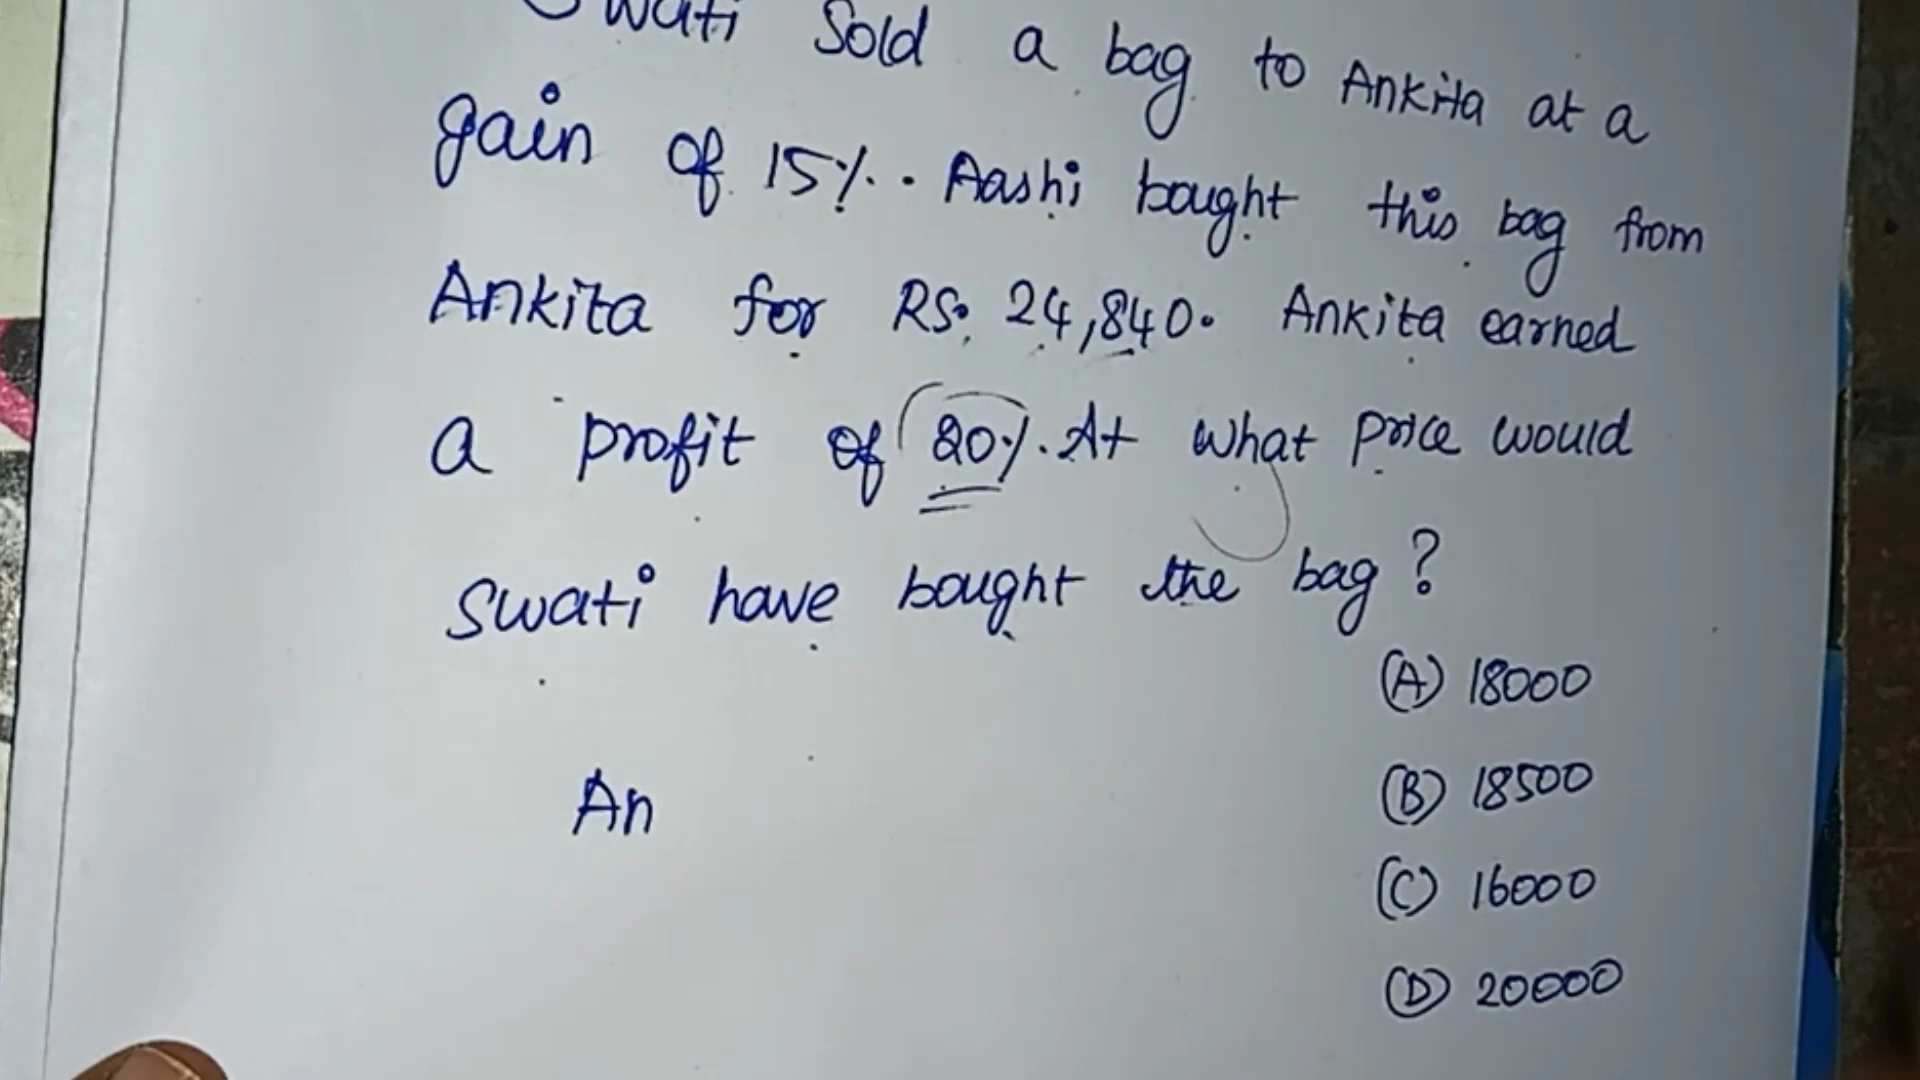 Swati Sold a bag to Ankita at a
gain of 15%. Aashi bought this bag from
Ankita for RS. 24,840. Ankita earned
a profit of 20%. At what price would
Swati have bought the bag?
(A) 18000
(B) 18500
An
(C) 16000
(D) 20000